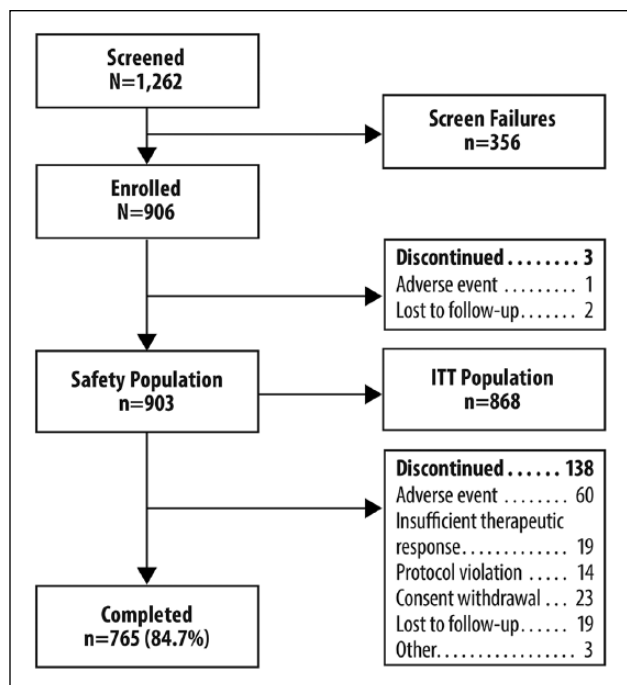 Screened
N=1,262
Screen Failures
n=356
Enrolled
N=906
Discontinued ........ 3
Adverse event ......... 1
Lost to follow-up....... 2
Safety Population
n=903
ITT Population
n=868
Discontinued ...... 138
Adverse event ........ 60
Insufficient therapeutic
response............. 19
Protocol violation ..... 14
Consent withdrawal ... 23
Lost to follow-up ...... 19
Other................. 3
Completed
n=765 (84.7%)